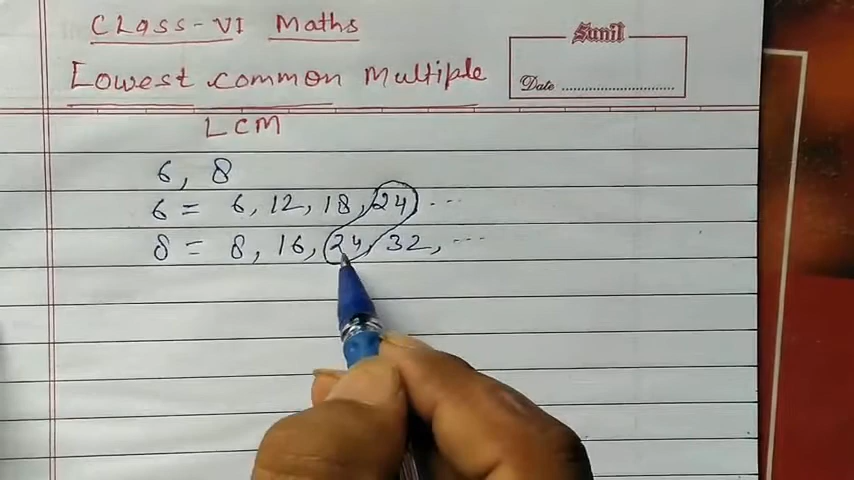 CLass-VI Maths
Sunil
Lowest common Multiple
Date ..............................
LCM
6, 8
6 = 6, 12, 18, 24, ...
8 = 8, 16, 24, 32, ---